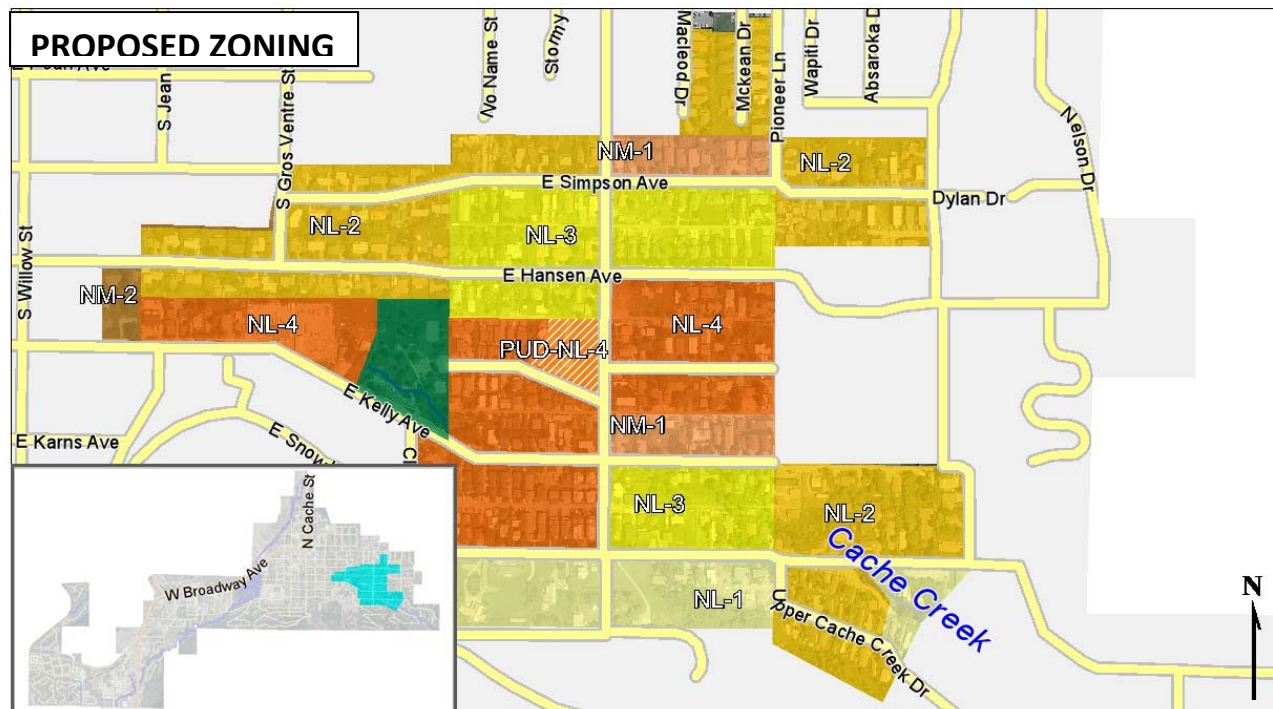 PROPOSED ZONING
S Jean
S Gros Ventre St
No Name St
Stormy
Macleod Dr
Mckean Dr
Pioneer Ln
Wapiti Dr
Absaroka D
Nelson Dr
S Willow St
NM-1
NL-2
E Simpson Ave
Dylan Dr
NL-2
NL-3
E Hansen Ave
NM-2
NL-4
NL-4
PUD-NL-4
E Kelly Ave
NM-1
E Karns Ave
E Snow
NL-3
NL-2
Cache Creek
NL-1
Upper Cache Creek Dr
N Cache St
W Broadway Ave
N